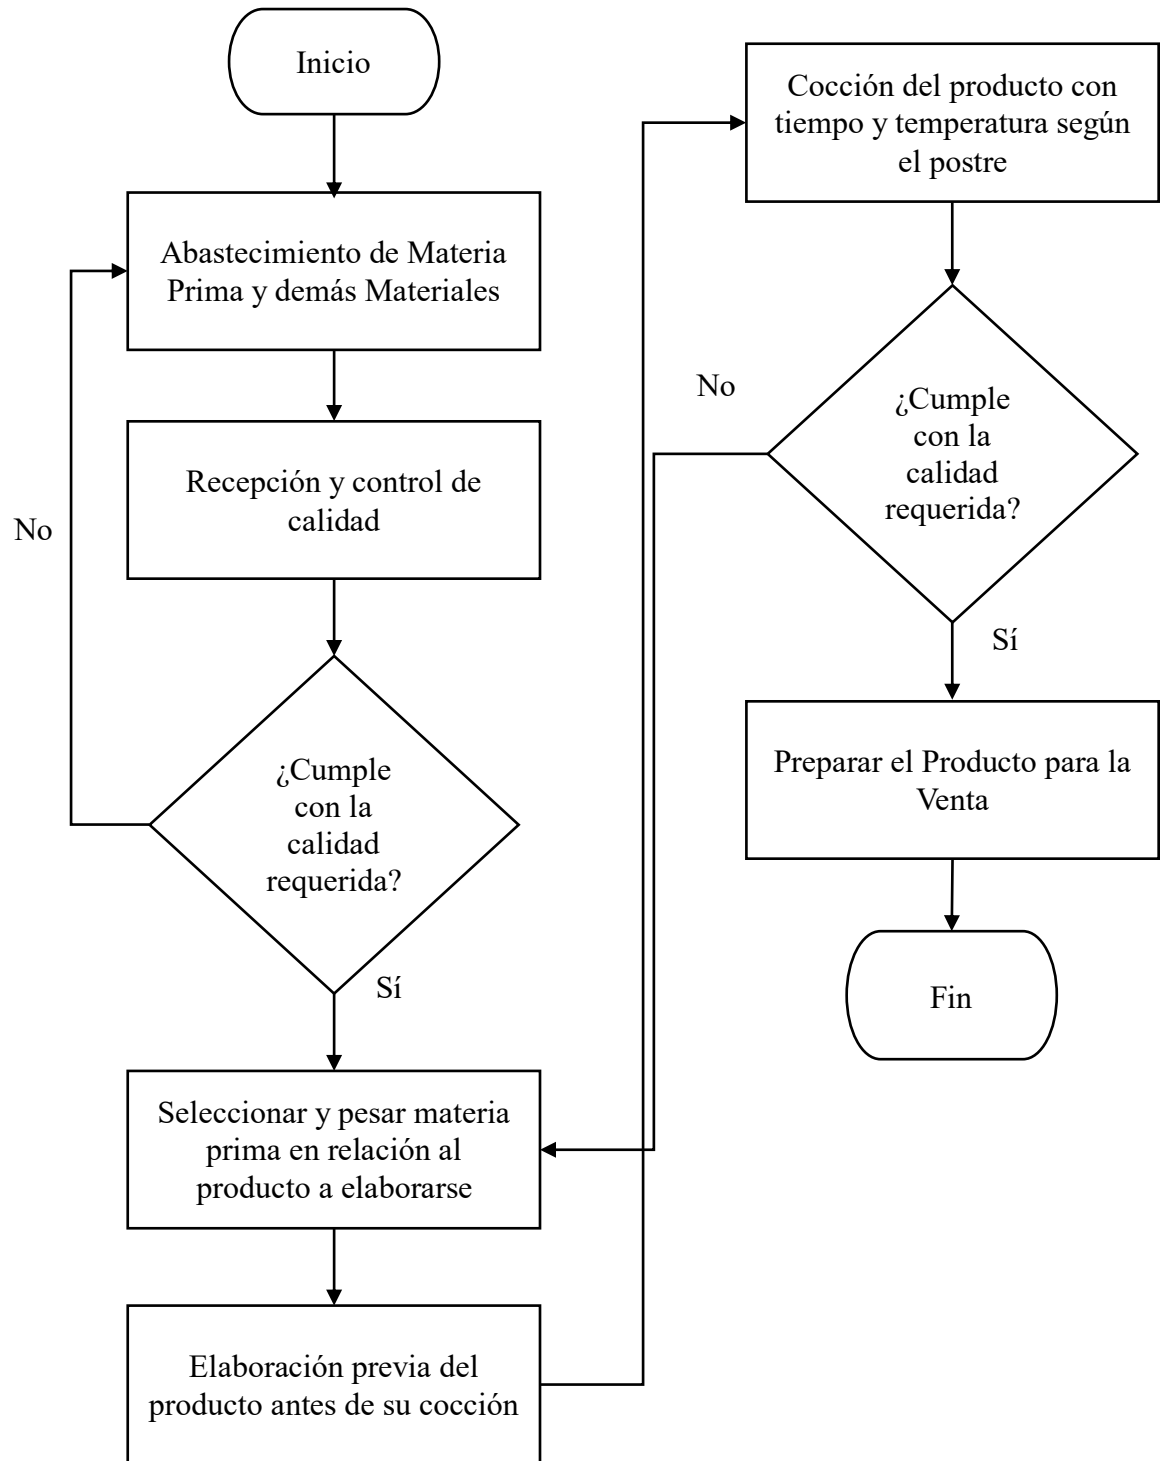 Inicio
Abastecimiento de Materia
Prima y demás Materiales
Recepción y control de
calidad
No
¿Cumple
con la
calidad
requerida?
Sí
Seleccionar y pesar materia
prima en relación al
producto a elaborarse
Elaboración previa del
producto antes de su cocción
Cocción del producto con
tiempo y temperatura según
el postre
No
¿Cumple
con la
calidad
requerida?
Sí
Preparar el Producto para la
Venta
Fin